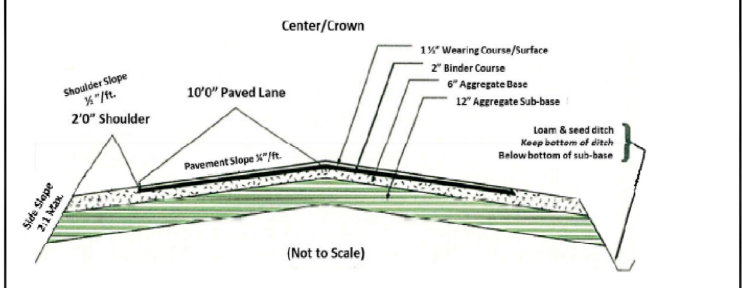 Center/Crown
1 ½" Wearing Course/Surface
2" Binder Course
6" Aggregate Base
12" Aggregate Sub-base
Shoulder Slope
½ "/ft.
2'0" Shoulder
10'0" Paved Lane
Loam & seed ditch
Keep bottom of ditch
Below bottom of sub-base
Pavement Slope ¼"/ft.
Side Slope
2:1 Max.
(Not to Scale)